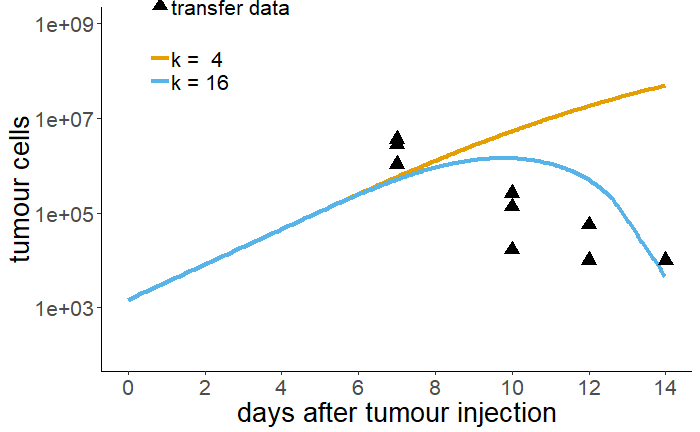 transfer data
k = 4
k = 16
1e+09
1e+07
1e+05
1e+03
tumour cells
0 2 4 6 8 10 12 14
days after tumour injection